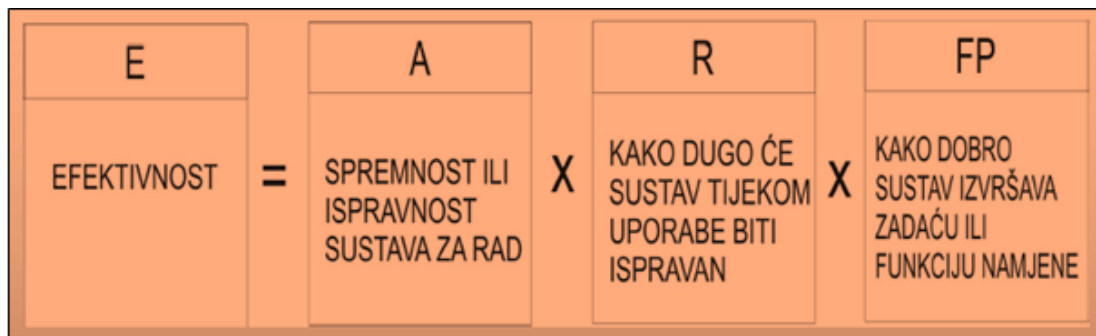 E
A
R
FP
EFEKTIVNOST
=
SPREMNOST ILI
ISPRAVNOST
SUSTAVA ZA RAD
X
KAKO DUGO ĆE
SUSTAV TIJEKOM
UPORABE BITI
ISPRAVAN
X
KAKO DOBRO
SUSTAV IZVRŠAVA
ZADAĆU ILI
FUNKCIJU NAMJENE